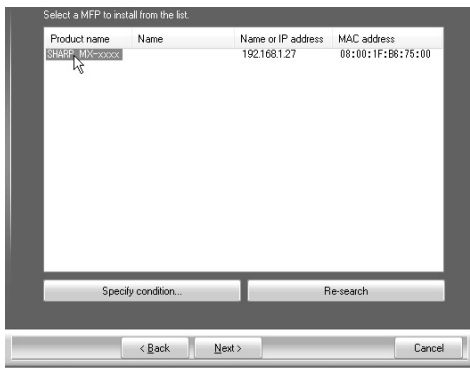 Select a MFP to install from the list.
Product name Name Name or IP address MAC address
SHARP MX-xxxx 192.168.1.27 08:00:1F:B6:75:00
Specify condition... Re-search
< Back Next > Cancel